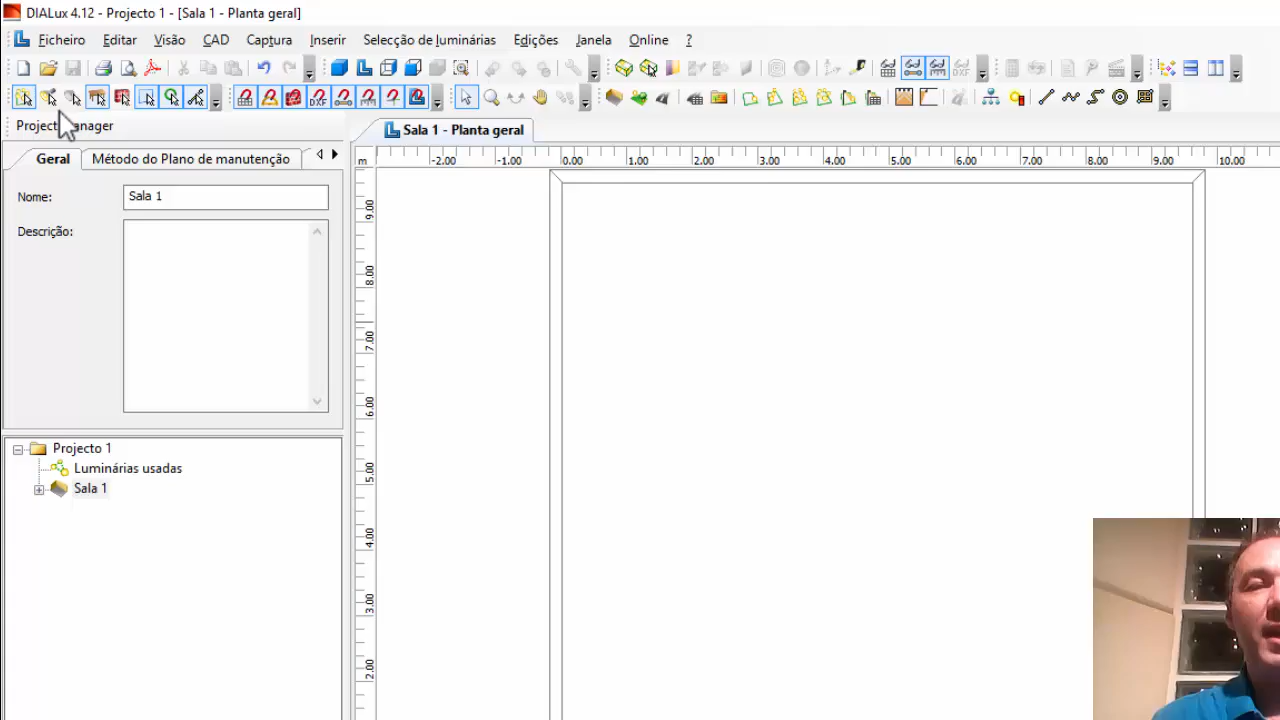 DIALux 4.12 - Projecto 1 - [Sala 1 - Planta geral]
Ficheiro Editar Visão CAD Captura Inserir Selecção de luminárias Edições Janela Online ?
Sala 1 - Planta geral
Geral Método do Plano de manutenção
m -2.00 -1.00 0.00 1.00 2.00 3.00 4.00 5.00 6.00 7.00 8.00 9.00 10.00
Nome: Sala 1
Descrição:
9.00
8.00
7.00
6.00
5.00
4.00
3.00
2.00
Projecto 1
Luminárias usadas
Sala 1